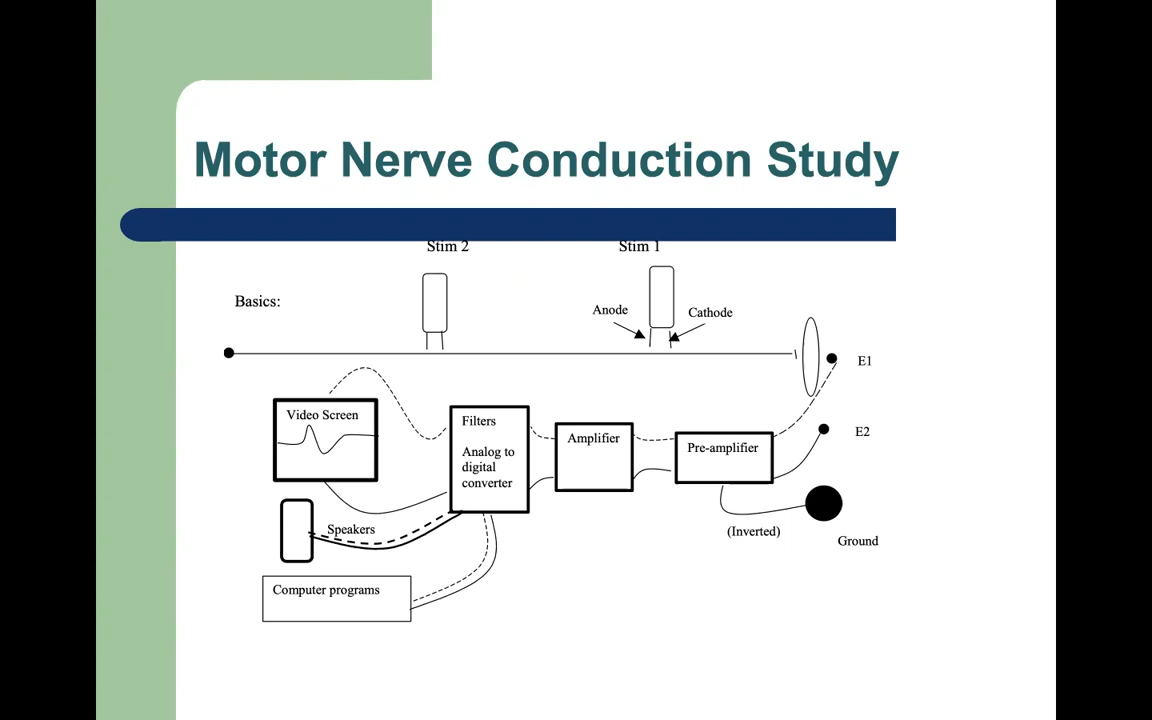 Motor Nerve Conduction Study
Stim 2
Stim 1
Basics:
Anode
Cathode
E1
Video Screen
Filters
Analog to
digital
converter
Amplifier
Pre-amplifier
E2
Speakers
(Inverted)
Ground
Computer programs